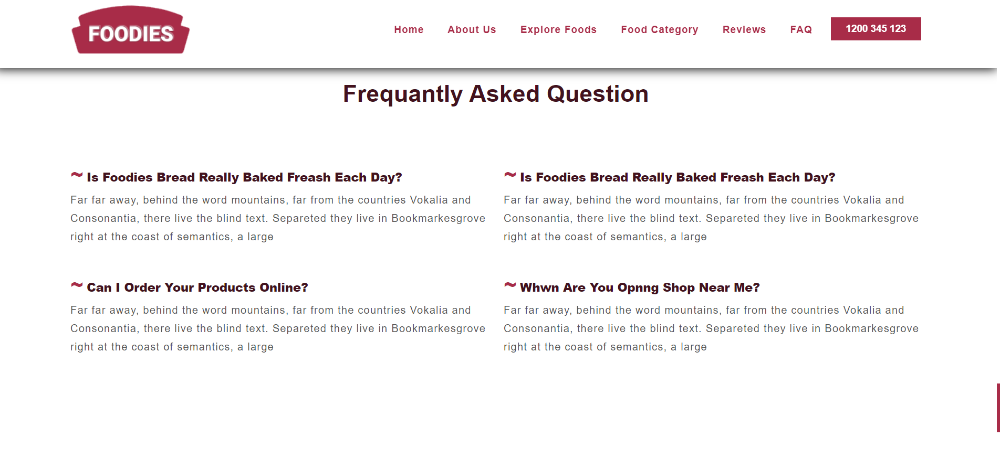 FOODIES
Home About Us Explore Foods Food Category Reviews FAQ 1200 345 123
Frequantly Asked Question
~ Is Foodies Bread Really Baked Freash Each Day?
Far far away, behind the word mountains, far from the countries Vokalia and
Consonantia, there live the blind text. Separeted they live in Bookmarkesgrove
right at the coast of semantics, a large
~ Is Foodies Bread Really Baked Freash Each Day?
Far far away, behind the word mountains, far from the countries Vokalia and
Consonantia, there live the blind text. Separeted they live in Bookmarkesgrove
right at the coast of semantics, a large
~ Can I Order Your Products Online?
Far far away, behind the word mountains, far from the countries Vokalia and
Consonantia, there live the blind text. Separeted they live in Bookmarkesgrove
right at the coast of semantics, a large
~ Whwn Are You Opnng Shop Near Me?
Far far away, behind the word mountains, far from the countries Vokalia and
Consonantia, there live the blind text. Separeted they live in Bookmarkesgrove
right at the coast of semantics, a large